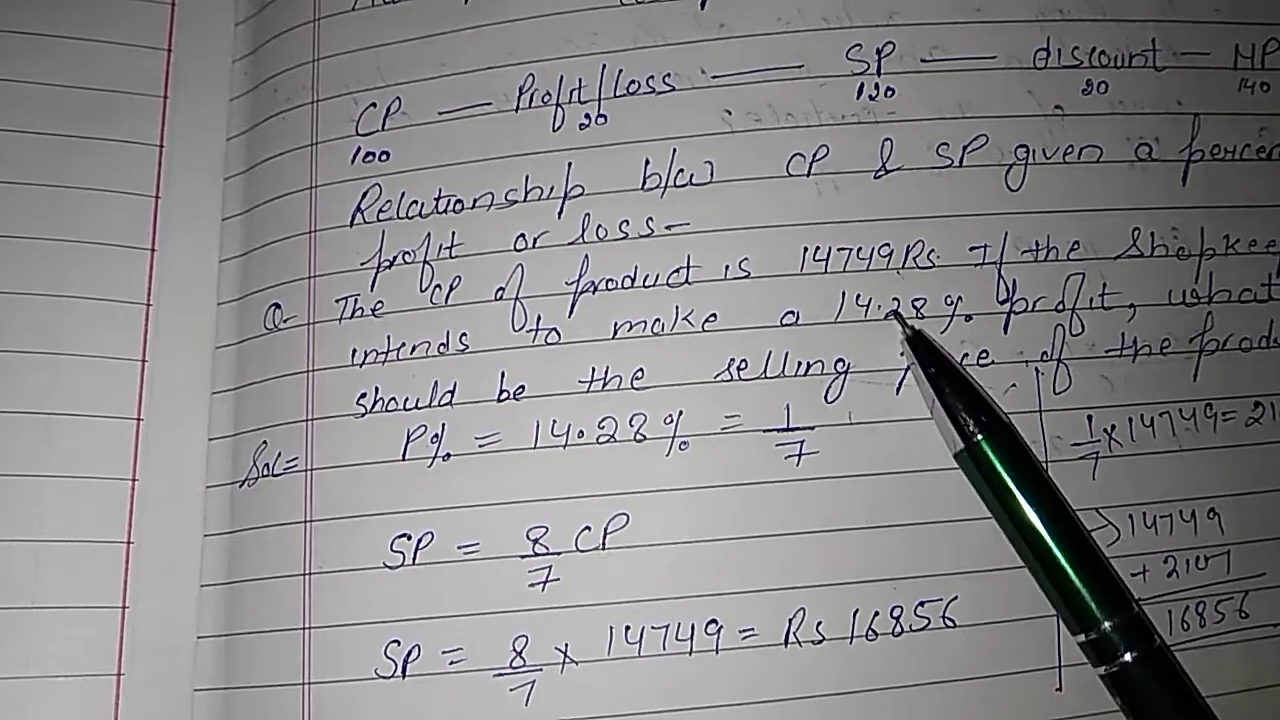 CP — Profit/loss — SP — discount — MP
100 20 120 20 140
Relationship b/w CP & SP given a percen
profit or loss-
Q- The CP of product is 14749Rs. If the Shopkee
intends to make a 14.28% profit, what
should be the selling of the produ
Sol= P% = 14.28% = 1/7
1/7 × 14749 = 21
SP = 8/7 CP
→ 14749
+ 2107
16856
SP = 8/7 × 14749 = Rs 16856